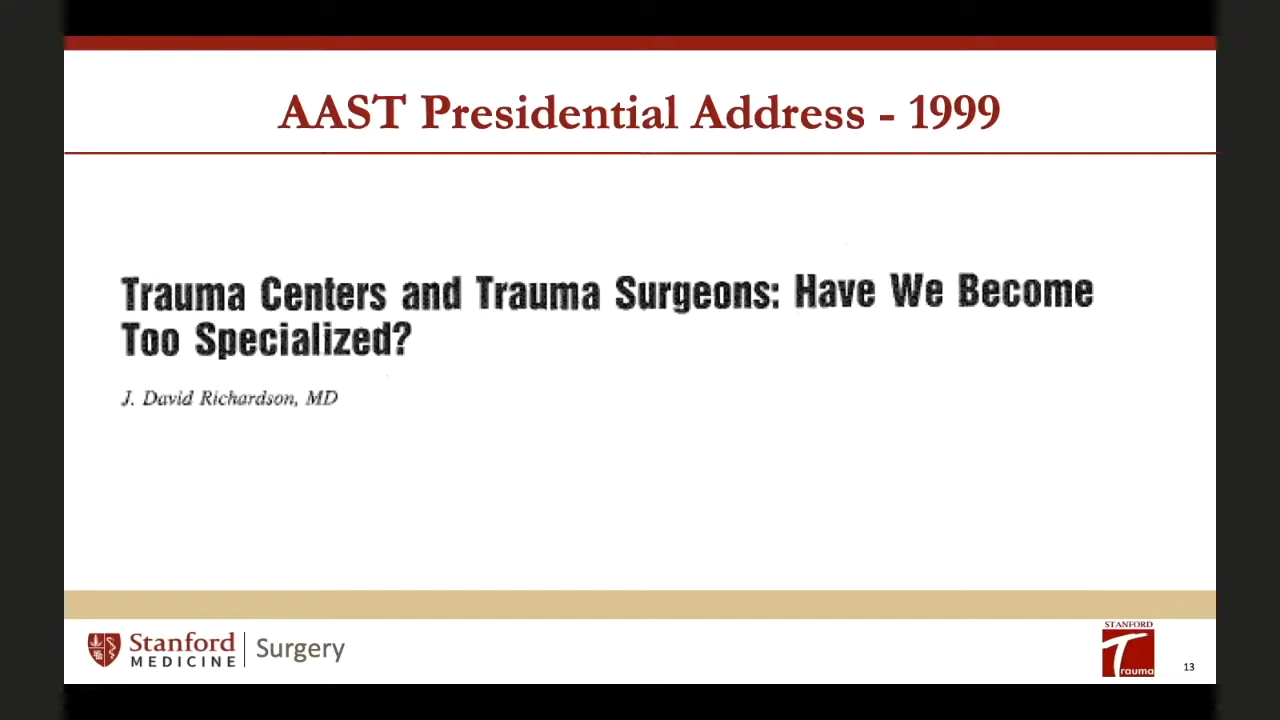 AAST Presidential Address - 1999
Trauma Centers and Trauma Surgeons: Have We Become
Too Specialized?
J. David Richardson, MD
Stanford
MEDICINE
Surgery
STANFORD
Trauma
13